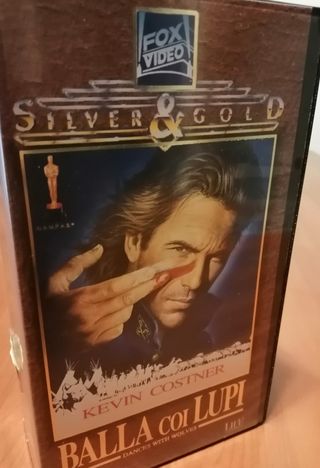 FOX
VIDEO
SILVER & GOLD
KEVIN COSTNER
BALLA COI LUPI
DANCES WITH WOLVES